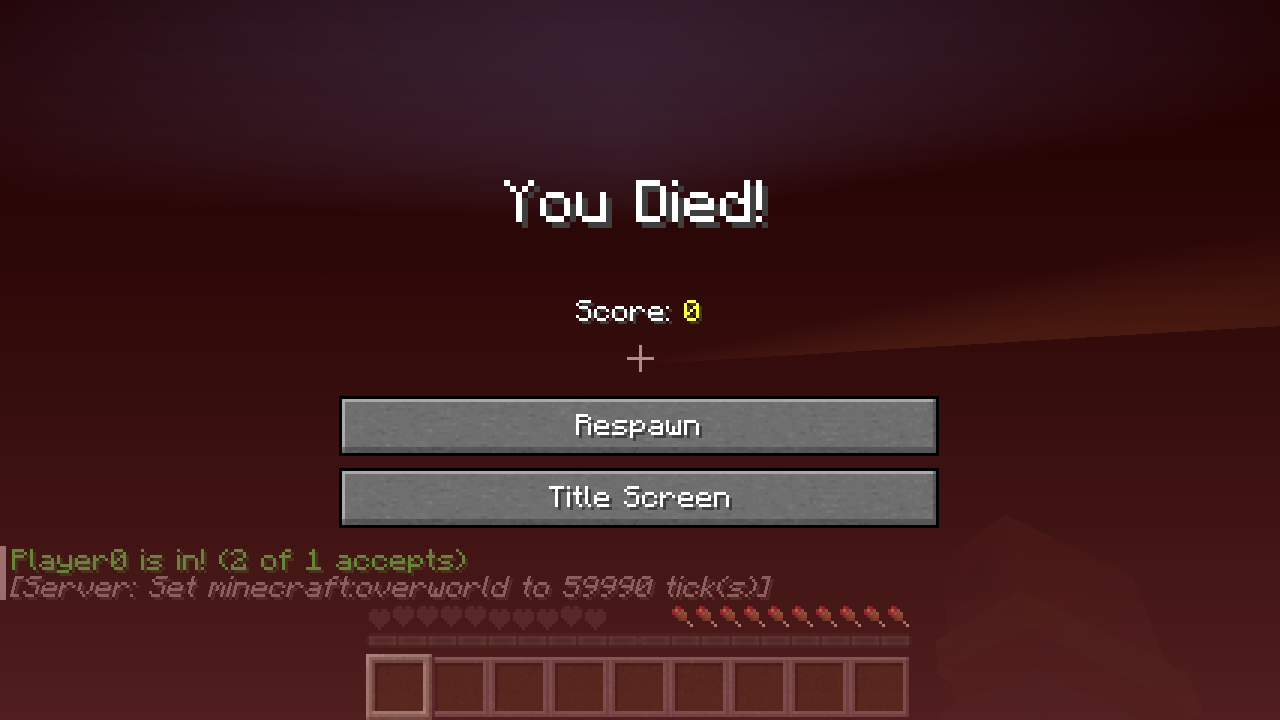 You Died!
Score: 0
Respawn
Title Screen
Player0 is in! (2 of 1 accepts)
[Server: Set minecraft:overworld to 59990 tick(s)]